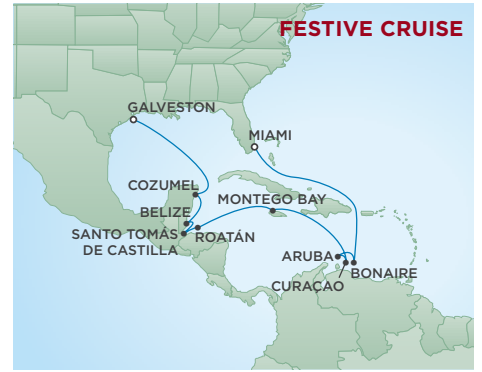 FESTIVE CRUISE
GALVESTON
MIAMI
COZUMEL
MONTEGO BAY
BELIZE
SANTO TOMÁS
DE CASTILLA
ROATÁN
ARUBA
BONAIRE
CURAÇAO